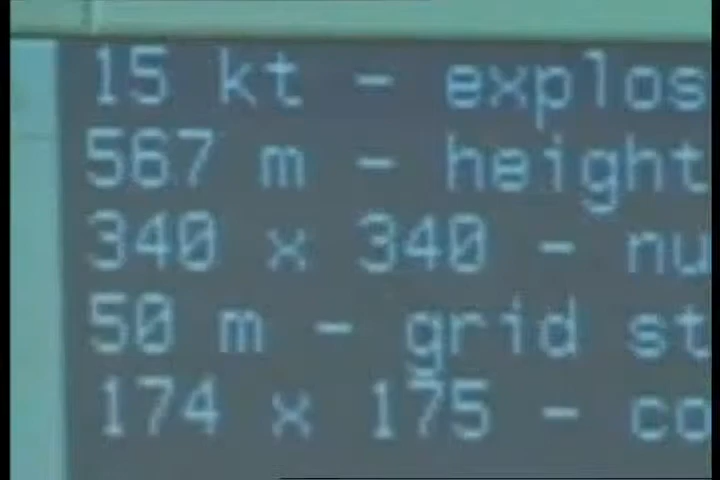 15 kt - explos
567 m - height
340 x 340 - nu
50 m - grid st
174 x 175 - co